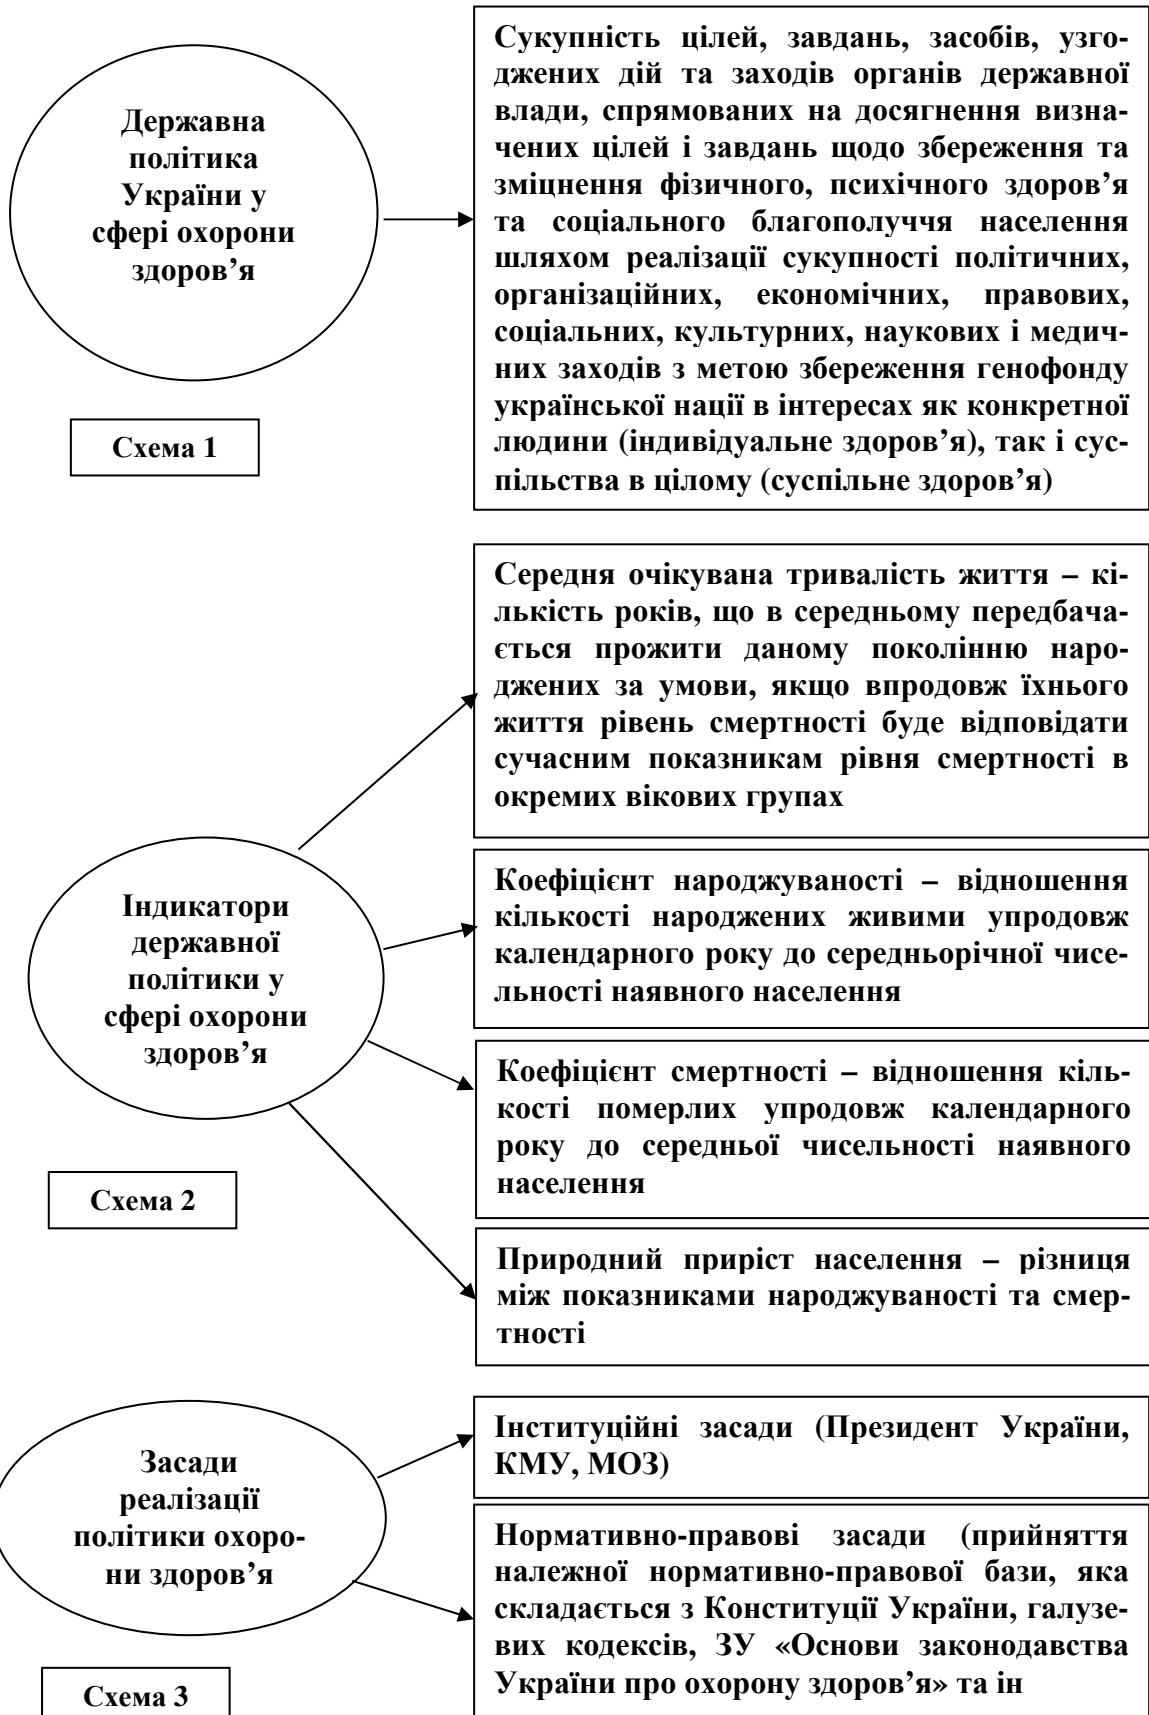 Державна
політика
України у
сфері охорони
здоров’я
Схема 1
Сукупність цілей, завдань, засобів, узго-
джених дій та заходів органів державної
влади, спрямованих на досягнення визна-
чених цілей і завдань щодо збереження та
зміцнення фізичного, психічного здоров’я
та соціального благополуччя населення
шляхом реалізації сукупності політичних,
організаційних, економічних, правових,
соціальних, культурних, наукових і медич-
них заходів з метою збереження генофонду
української нації в інтересах як конкретної
людини (індивідуальне здоров’я), так і сус-
пільства в цілому (суспільне здоров’я)
Індикатори
державної
політики у
сфері охорони
здоров’я
Схема 2
Середня очікувана тривалість життя – кі-
лькість років, що в середньому передбача-
ється прожити даному поколінню наро-
джених за умови, якщо впродовж їхнього
життя рівень смертності буде відповідати
сучасним показникам рівня смертності в
окремих вікових групах
Коефіцієнт народжуваності – відношення
кількості народжених живими упродовж
календарного року до середньорічної чисе-
льності наявного населення
Коефіцієнт смертності – відношення кіль-
кості померлих упродовж календарного
року до середньої чисельності наявного
населення
Природний приріст населення – різниця
між показниками народжуваності та смер-
тності
Засади
реалізації
політики охоро-
ни здоров’я
Схема 3
Інституційні засади (Президент України,
КМУ, МОЗ)
Нормативно-правові засади (прийняття
належної нормативно-правової бази, яка
складається з Конституції України, галузе-
вих кодексів, ЗУ «Основи законодавства
України про охорону здоров’я» та ін